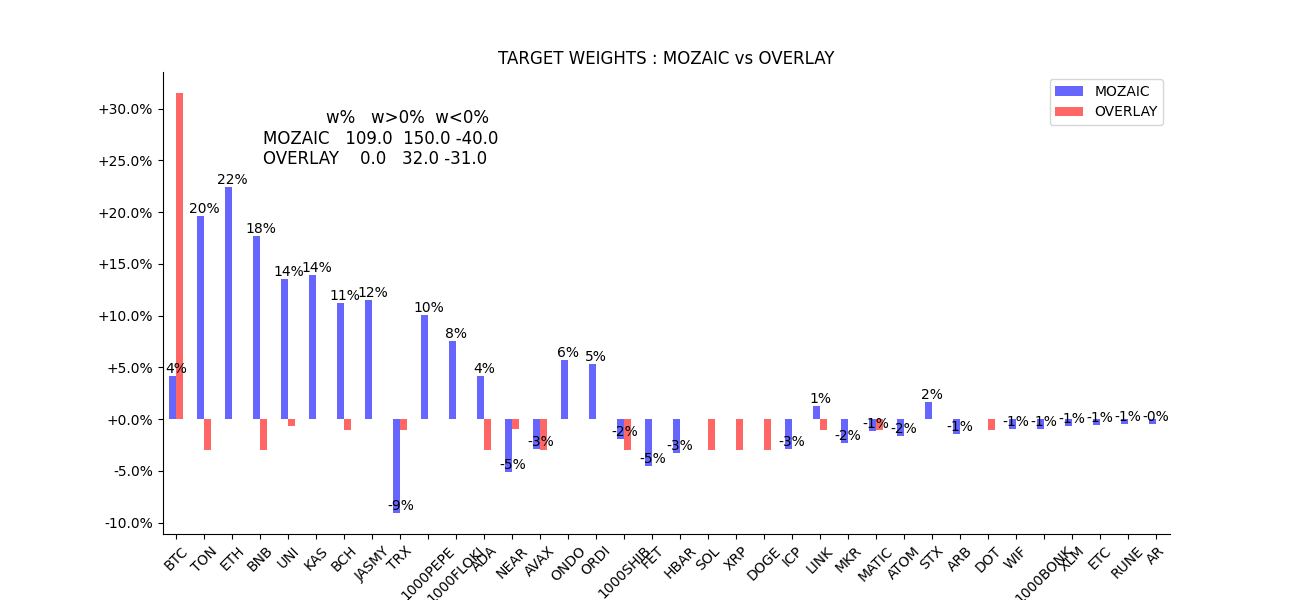 TARGET WEIGHTS : MOZAIC vs OVERLAY
MOZAIC
OVERLAY
w% w>0% w<0%
MOZAIC 109.0 150.0 -40.0
OVERLAY 0.0 32.0 -31.0
+30.0%
+25.0%
+20.0%
+15.0%
+10.0%
+5.0%
+0.0%
-5.0%
-10.0%
4%
20%
22%
18%
14%
14%
11%
12%
-9%
10%
8%
4%
-5%
-3%
6%
5%
-2%
-5%
-3%
-3%
1%
-2%
-1%
-2%
2%
-1%
-1%
-1%
-1%
-1%
-1%
-0%
BTC
TON
ETH
BNB
UNI
KAS
BCH
JASMY
TRX
1000PEPE
1000FLOKI
ADA
NEAR
AVAX
ONDO
ORDI
1000SHIB
FET
HBAR
SOL
XRP
DOGE
ICP
LINK
MKR
MATIC
ATOM
STX
ARB
DOT
WIF
1000BONK
XLM
ETC
RUNE
AR